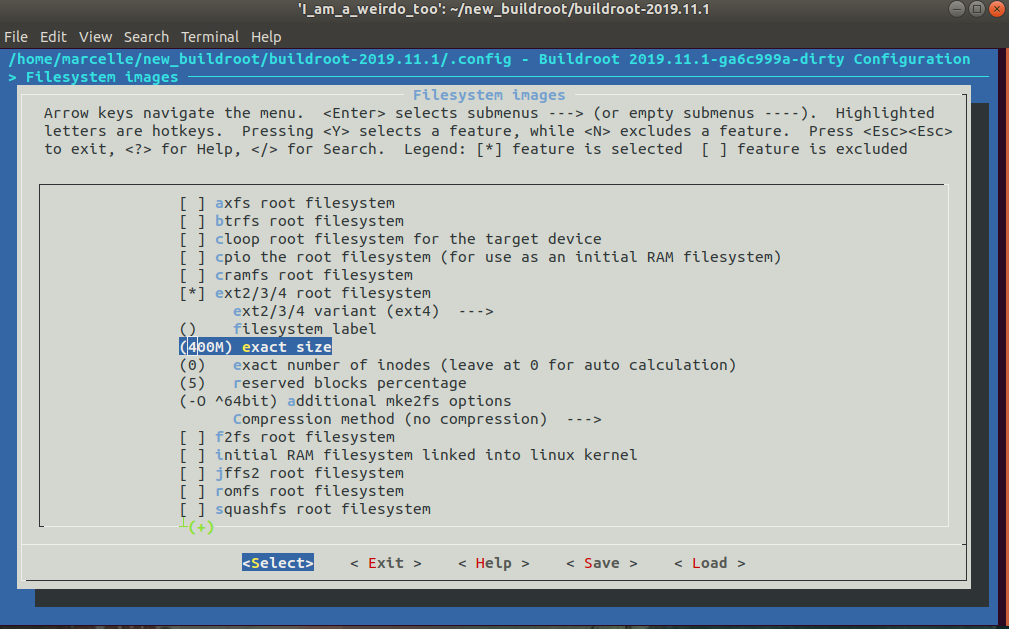 'I_am_a_weirdo_too': ~/new_buildroot/buildroot-2019.11.1
File Edit View Search Terminal Help
/home/marcelle/new_buildroot/buildroot-2019.11.1/.config - Buildroot 2019.11.1-ga6c999a-dirty Configuration
> Filesystem images
Filesystem images
Arrow keys navigate the menu. <Enter> selects submenus ---> (or empty submenus ----). Highlighted
letters are hotkeys. Pressing <Y> selects a feature, while <N> excludes a feature. Press <Esc><Esc>
to exit, <?> for Help, </> for Search. Legend: [*] feature is selected [ ] feature is excluded
[ ] axfs root filesystem
[ ] btrfs root filesystem
[ ] cloop root filesystem for the target device
[ ] cpio the root filesystem (for use as an initial RAM filesystem)
[ ] cramfs root filesystem
[*] ext2/3/4 root filesystem
ext2/3/4 variant (ext4) --->
() filesystem label
(400M) exact size
(0) exact number of inodes (leave at 0 for auto calculation)
(5) reserved blocks percentage
(-O ^64bit) additional mke2fs options
Compression method (no compression) --->
[ ] f2fs root filesystem
[ ] initial RAM filesystem linked into linux kernel
[ ] jffs2 root filesystem
[ ] romfs root filesystem
[ ] squashfs root filesystem
(+)
<Select> < Exit > < Help > < Save > < Load >